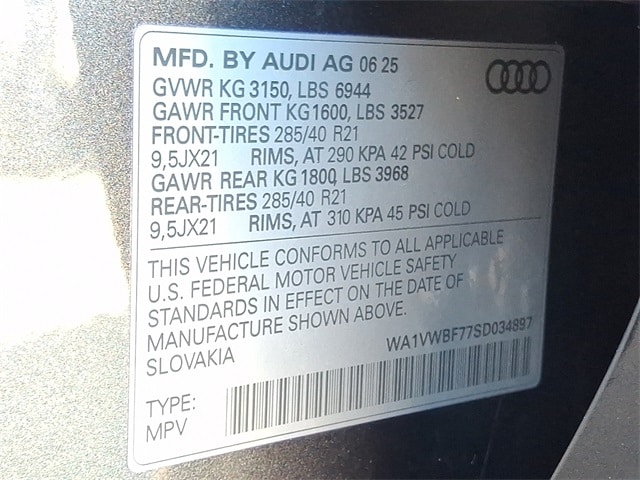 MFD. BY AUDI AG 06 25
GVWR KG 3150, LBS 6944
GAWR FRONT KG1600, LBS 3527
FRONT-TIRES 285/40 R21
9,5JX21 RIMS, AT 290 KPA 42 PSI COLD
GAWR REAR KG 1800, LBS 3968
REAR-TIRES 285/40 R21
9,5JX21 RIMS, AT 310 KPA 45 PSI COLD
THIS VEHICLE CONFORMS TO ALL APPLICABLE
U.S. FEDERAL MOTOR VEHICLE SAFETY
STANDARDS IN EFFECT ON THE DATE OF
MANUFACTURE SHOWN ABOVE.
SLOVAKIA WA1VWBF77SD034897
TYPE:
MPV